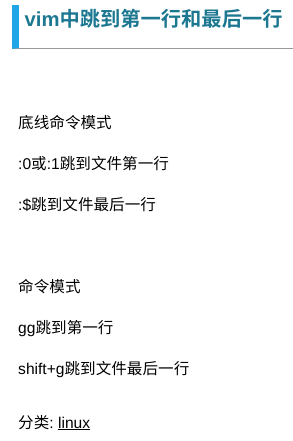 vim中跳到第一行和最后一行
底线命令模式
:0或:1跳到文件第一行
:$跳到文件最后一行
命令模式
gg跳到第一行
shift+g跳到文件最后一行
分类: linux